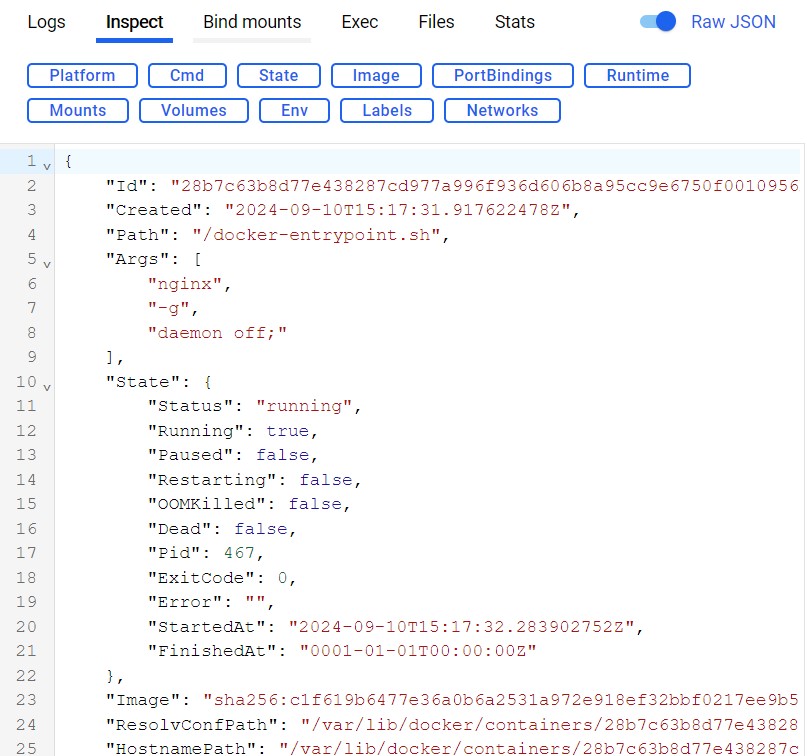 Logs Inspect Bind mounts Exec Files Stats Raw JSON
Platform Cmd State Image PortBindings Runtime
Mounts Volumes Env Labels Networks
1 {
2 "Id": "28b7c63b8d77e438287cd977a996f936d606b8a95cc9e6750f0010956
3 "Created": "2024-09-10T15:17:31.917622478Z",
4 "Path": "/docker-entrypoint.sh",
5 "Args": [
6 "nginx",
7 "-g",
8 "daemon off;"
9 ],
10 "State": {
11 "Status": "running",
12 "Running": true,
13 "Paused": false,
14 "Restarting": false,
15 "OOMKilled": false,
16 "Dead": false,
17 "Pid": 467,
18 "ExitCode": 0,
19 "Error": "",
20 "StartedAt": "2024-09-10T15:17:32.283902752Z",
21 "FinishedAt": "0001-01-01T00:00:00Z"
22 },
23 "Image": "sha256:c1f619b6477e36a0b6a2531a972e918ef32bbf0217ee9b5
24 "ResolvConfPath": "/var/lib/docker/containers/28b7c63b8d77e43828
25 "HostnamePath": "/var/lib/docker/containers/28b7c63b8d77e438287c